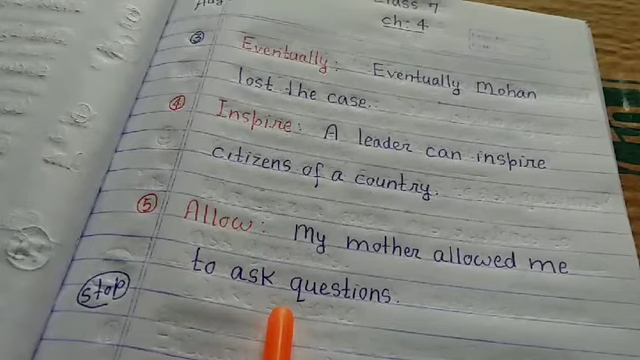 Class 7
ch: 4
③ Eventually: Eventually Mohan
lost the case.
④ Inspire: A leader can inspire
citizens of a country.
⑤ Allow: My mother allowed me
to ask questions.
Stop